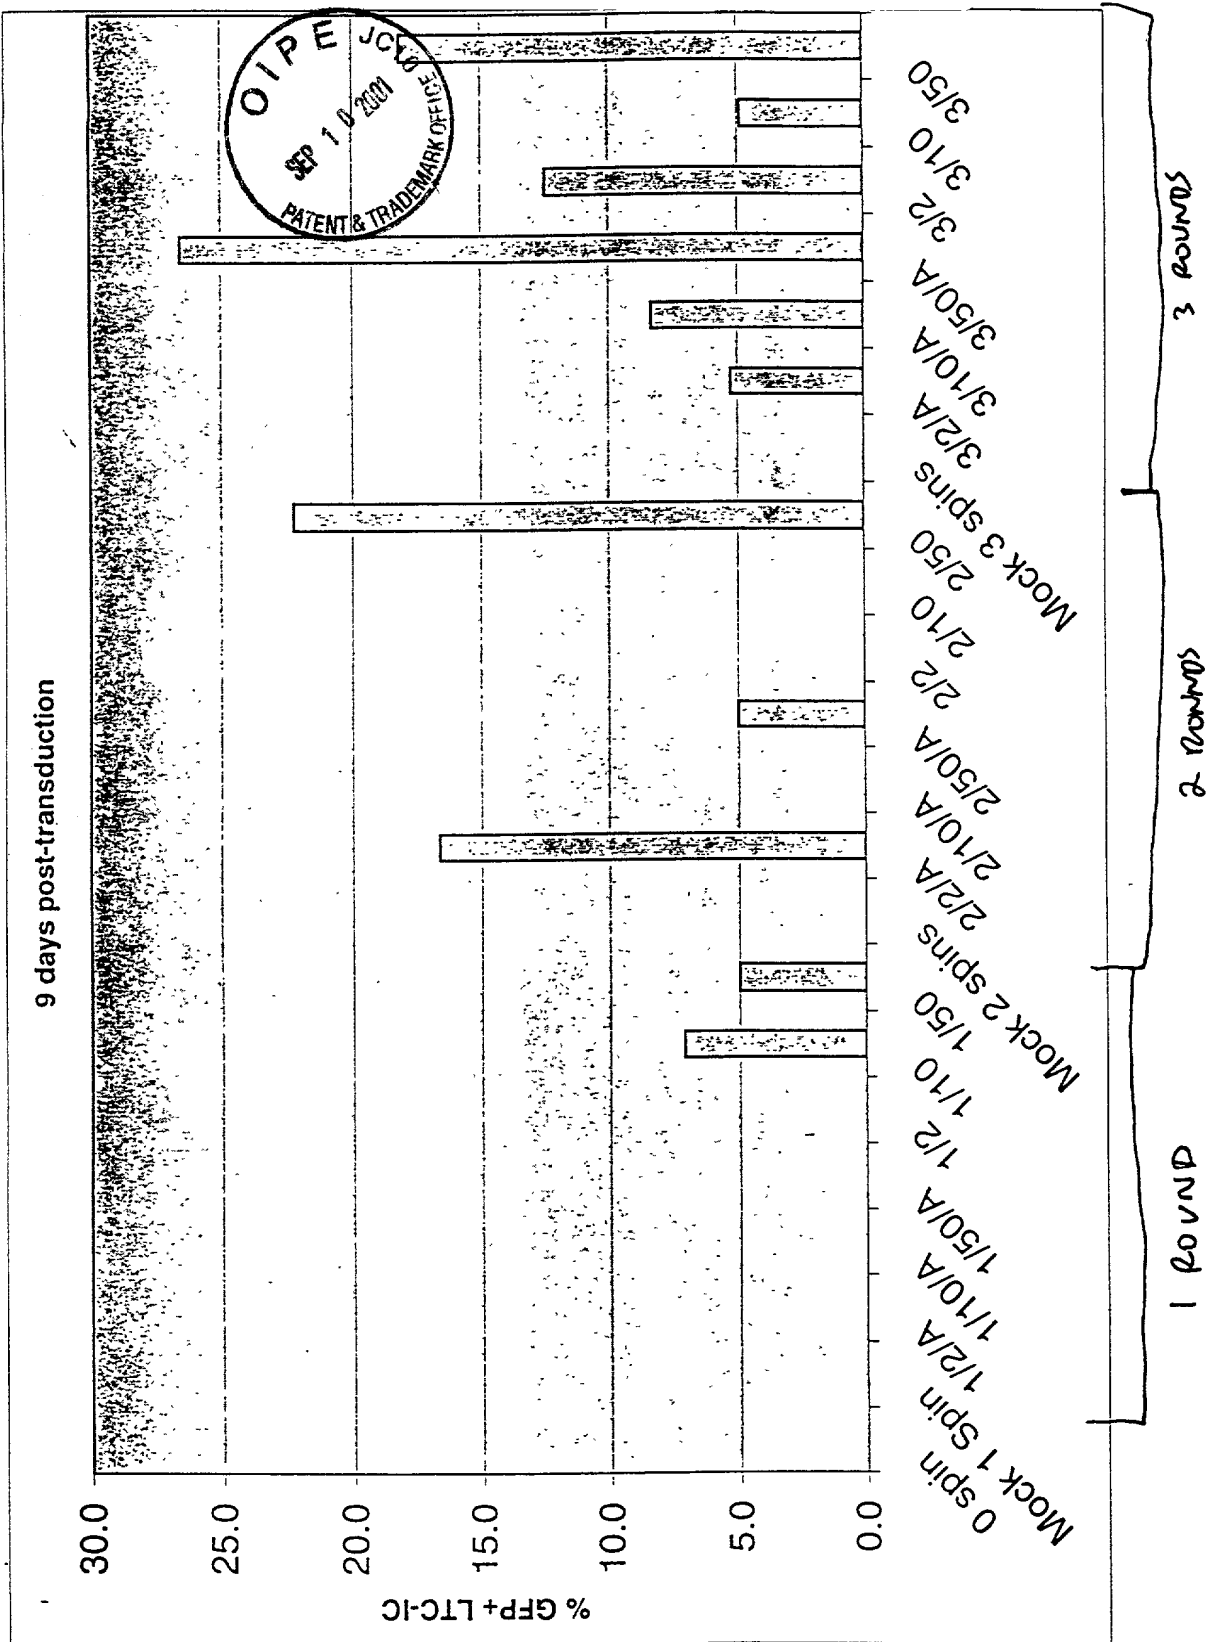 9 days post-transduction
OIPE JC
SEP 10 2001
PATENT & TRADEMARK OFFICE
% GFP+ LTC-IC
30.0
25.0
20.0
15.0
10.0
5.0
0.0
0 spin
Mock 1 Spin
1/2/A
1/10/A
1/50/A
1/2
1/10
1/50
Mock 2 spins
2/2/A
2/10/A
2/50/A
2/2
2/10
2/50
Mock 3 spins
3/2/A
3/10/A
3/50/A
3/2
3/10
3/50
1 ROUND
2 ROUNDS
3 ROUNDS